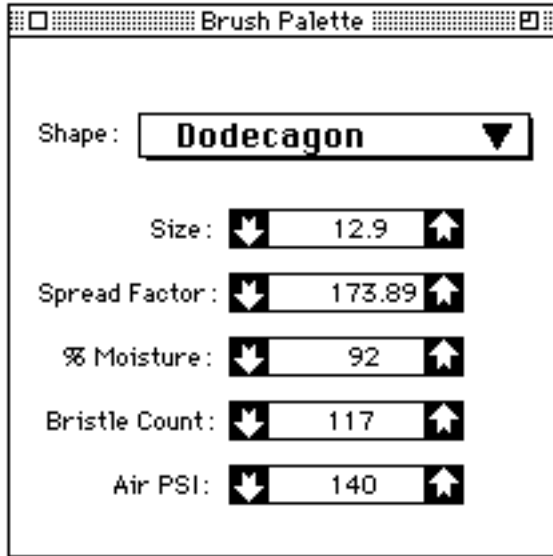 Brush Palette
Shape: Dodecagon
Size: 12.9
Spread Factor: 173.89
% Moisture: 92
Bristle Count: 117
Air PSI: 140